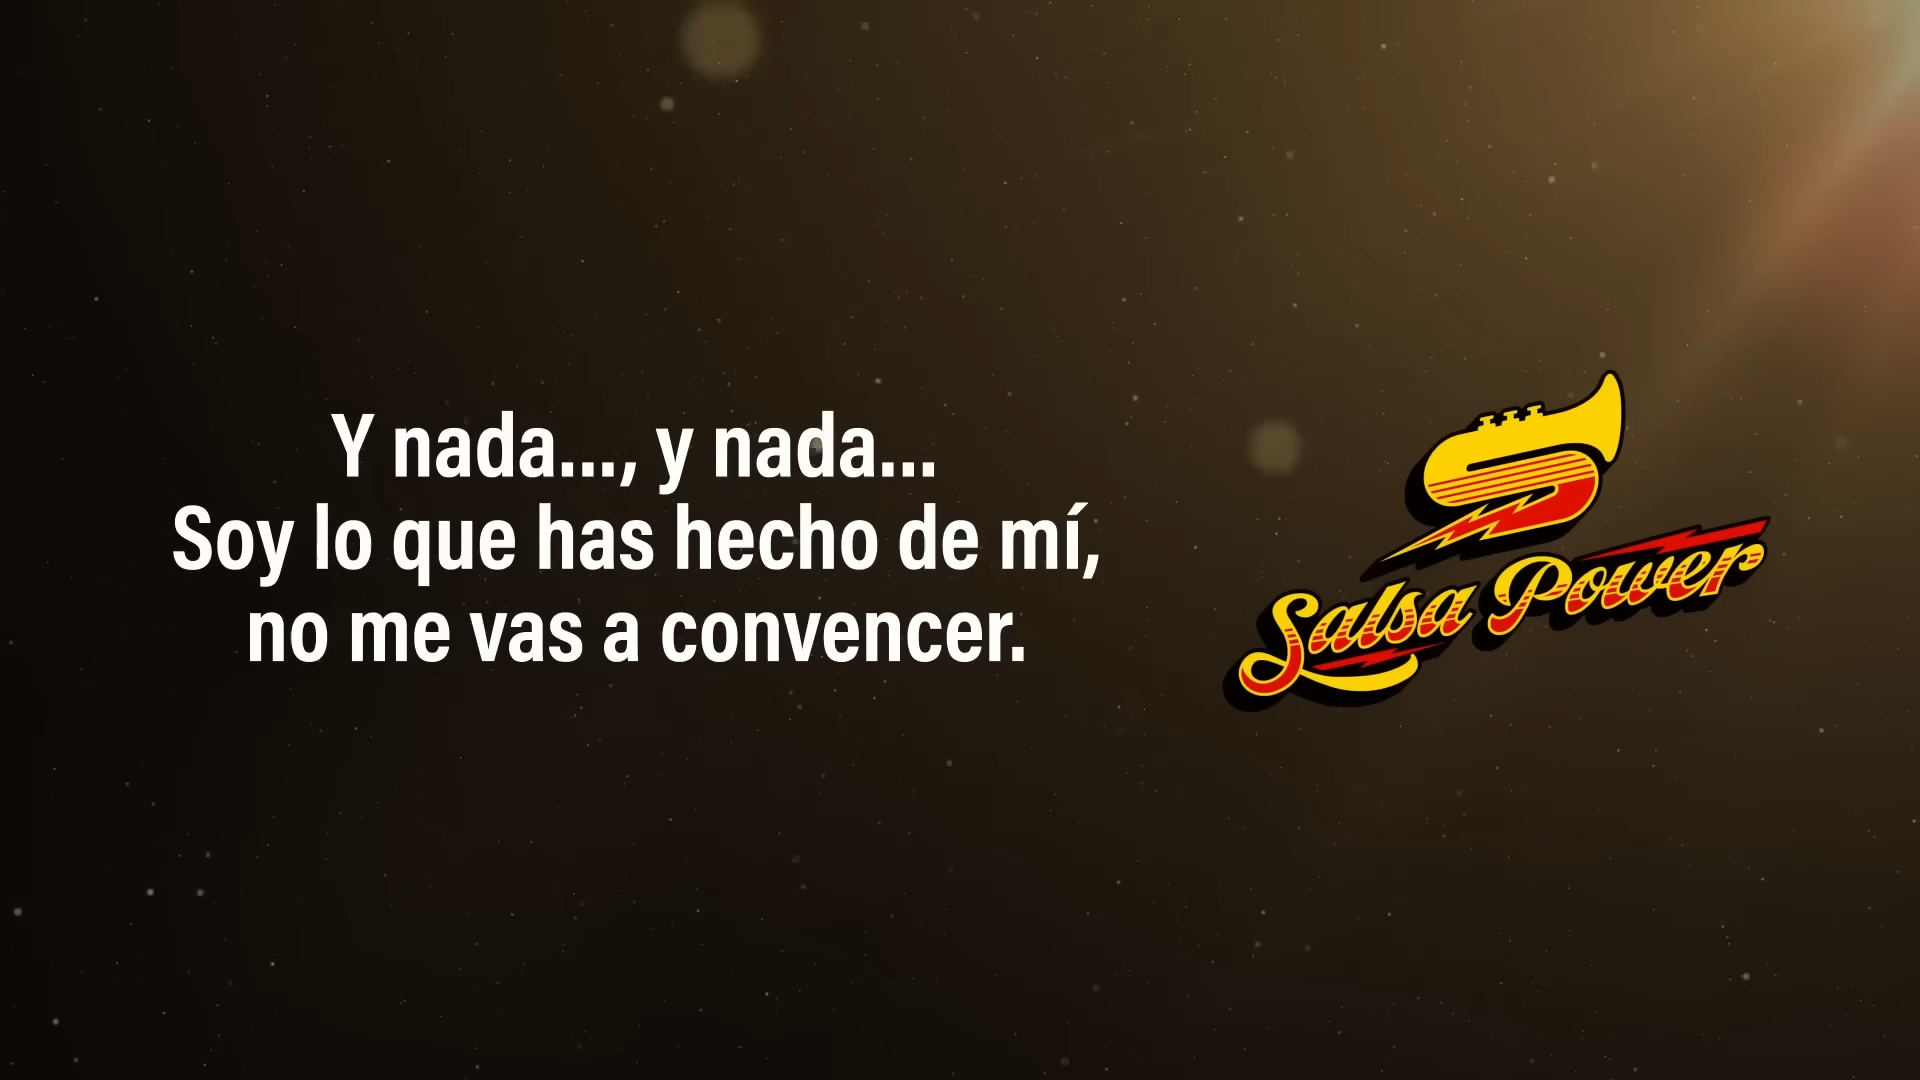 Y nada..., y nada...
Soy lo que has hecho de mí,
no me vas a convencer.
Salsa Power